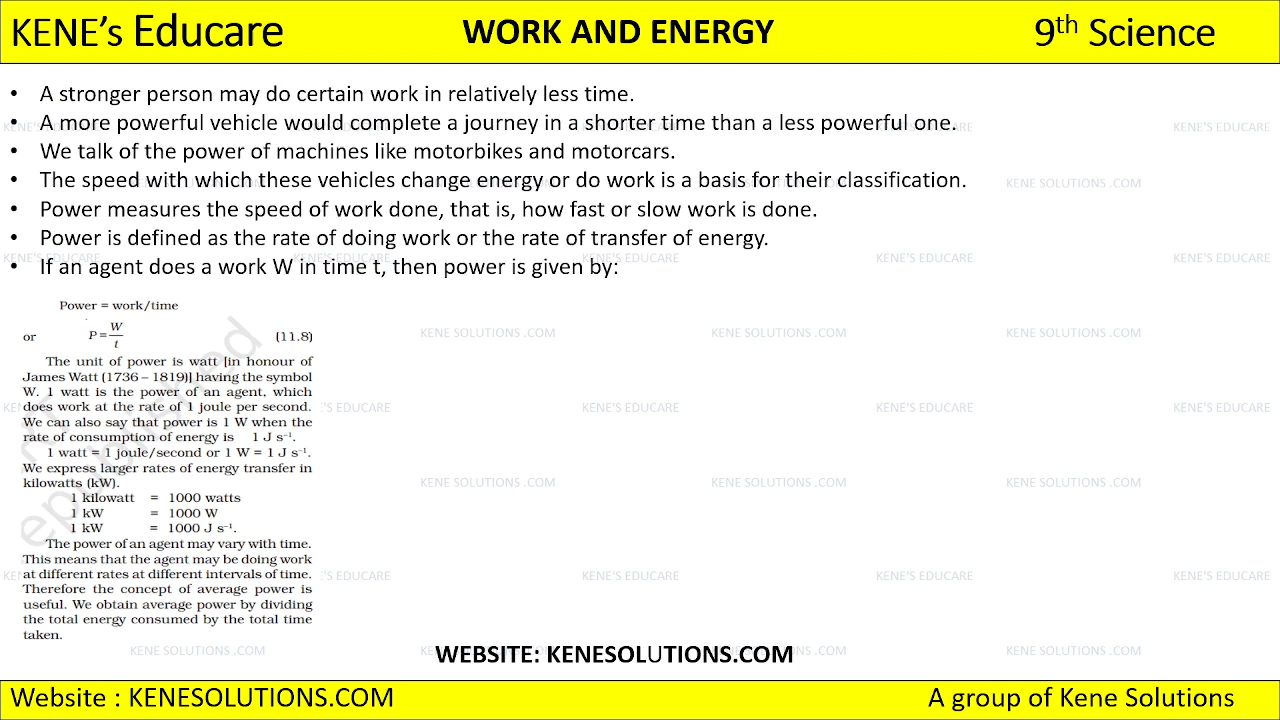 KENE's Educare
WORK AND ENERGY
9th Science
• A stronger person may do certain work in relatively less time.
• A more powerful vehicle would complete a journey in a shorter time than a less powerful one.
• We talk of the power of machines like motorbikes and motorcars.
• The speed with which these vehicles change energy or do work is a basis for their classification.
• Power measures the speed of work done, that is, how fast or slow work is done.
• Power is defined as the rate of doing work or the rate of transfer of energy.
• If an agent does a work W in time t, then power is given by:
Power = work/time
or P = W/t (11.8)
The unit of power is watt [in honour of
James Watt (1736 – 1819)] having the symbol
W. 1 watt is the power of an agent, which
does work at the rate of 1 joule per second.
We can also say that power is 1 W when the
rate of consumption of energy is 1 J s⁻¹.
1 watt = 1 joule/second or 1 W = 1 J s⁻¹.
We express larger rates of energy transfer in
kilowatts (kW).
1 kilowatt = 1000 watts
1 kW = 1000 W
1 kW = 1000 J s⁻¹.
The power of an agent may vary with time.
This means that the agent may be doing work
at different rates at different intervals of time.
Therefore the concept of average power is
useful. We obtain average power by dividing
the total energy consumed by the total time
taken.
WEBSITE: KENESOLUTIONS.COM
Website : KENESOLUTIONS.COM
A group of Kene Solutions